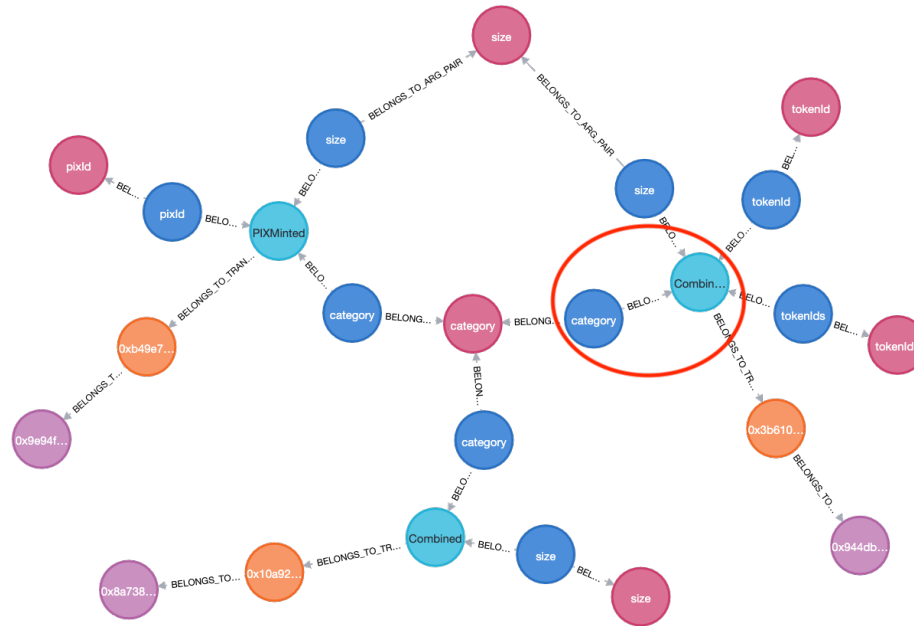 size
BELONGS_TO_ARG_PAIR
BELONGS_TO_ARG_PAIR
tokenId
size
BEL...
pixId
BEL...
BELO...
size
tokenId
pixId
BELO...
PIXMinted
BELO...
BELO...
BELONGS_TO_TRAN...
BELO...
Combin...
category
BELO...
BELO...
tokenIds
category
BELONG...
category
BELONG...
BEL...
tokenId
0xb49e7...
BELONGS_TO_TR...
BELONGS_T...
BELON...
0x9e94f...
category
0x3b610...
BELO...
BELONGS_TO...
Combined
BELO...
size
0x944db...
BELONGS_TO_TR...
0x10a92...
BELONGS_TO...
0x8a738...
BEL...
size